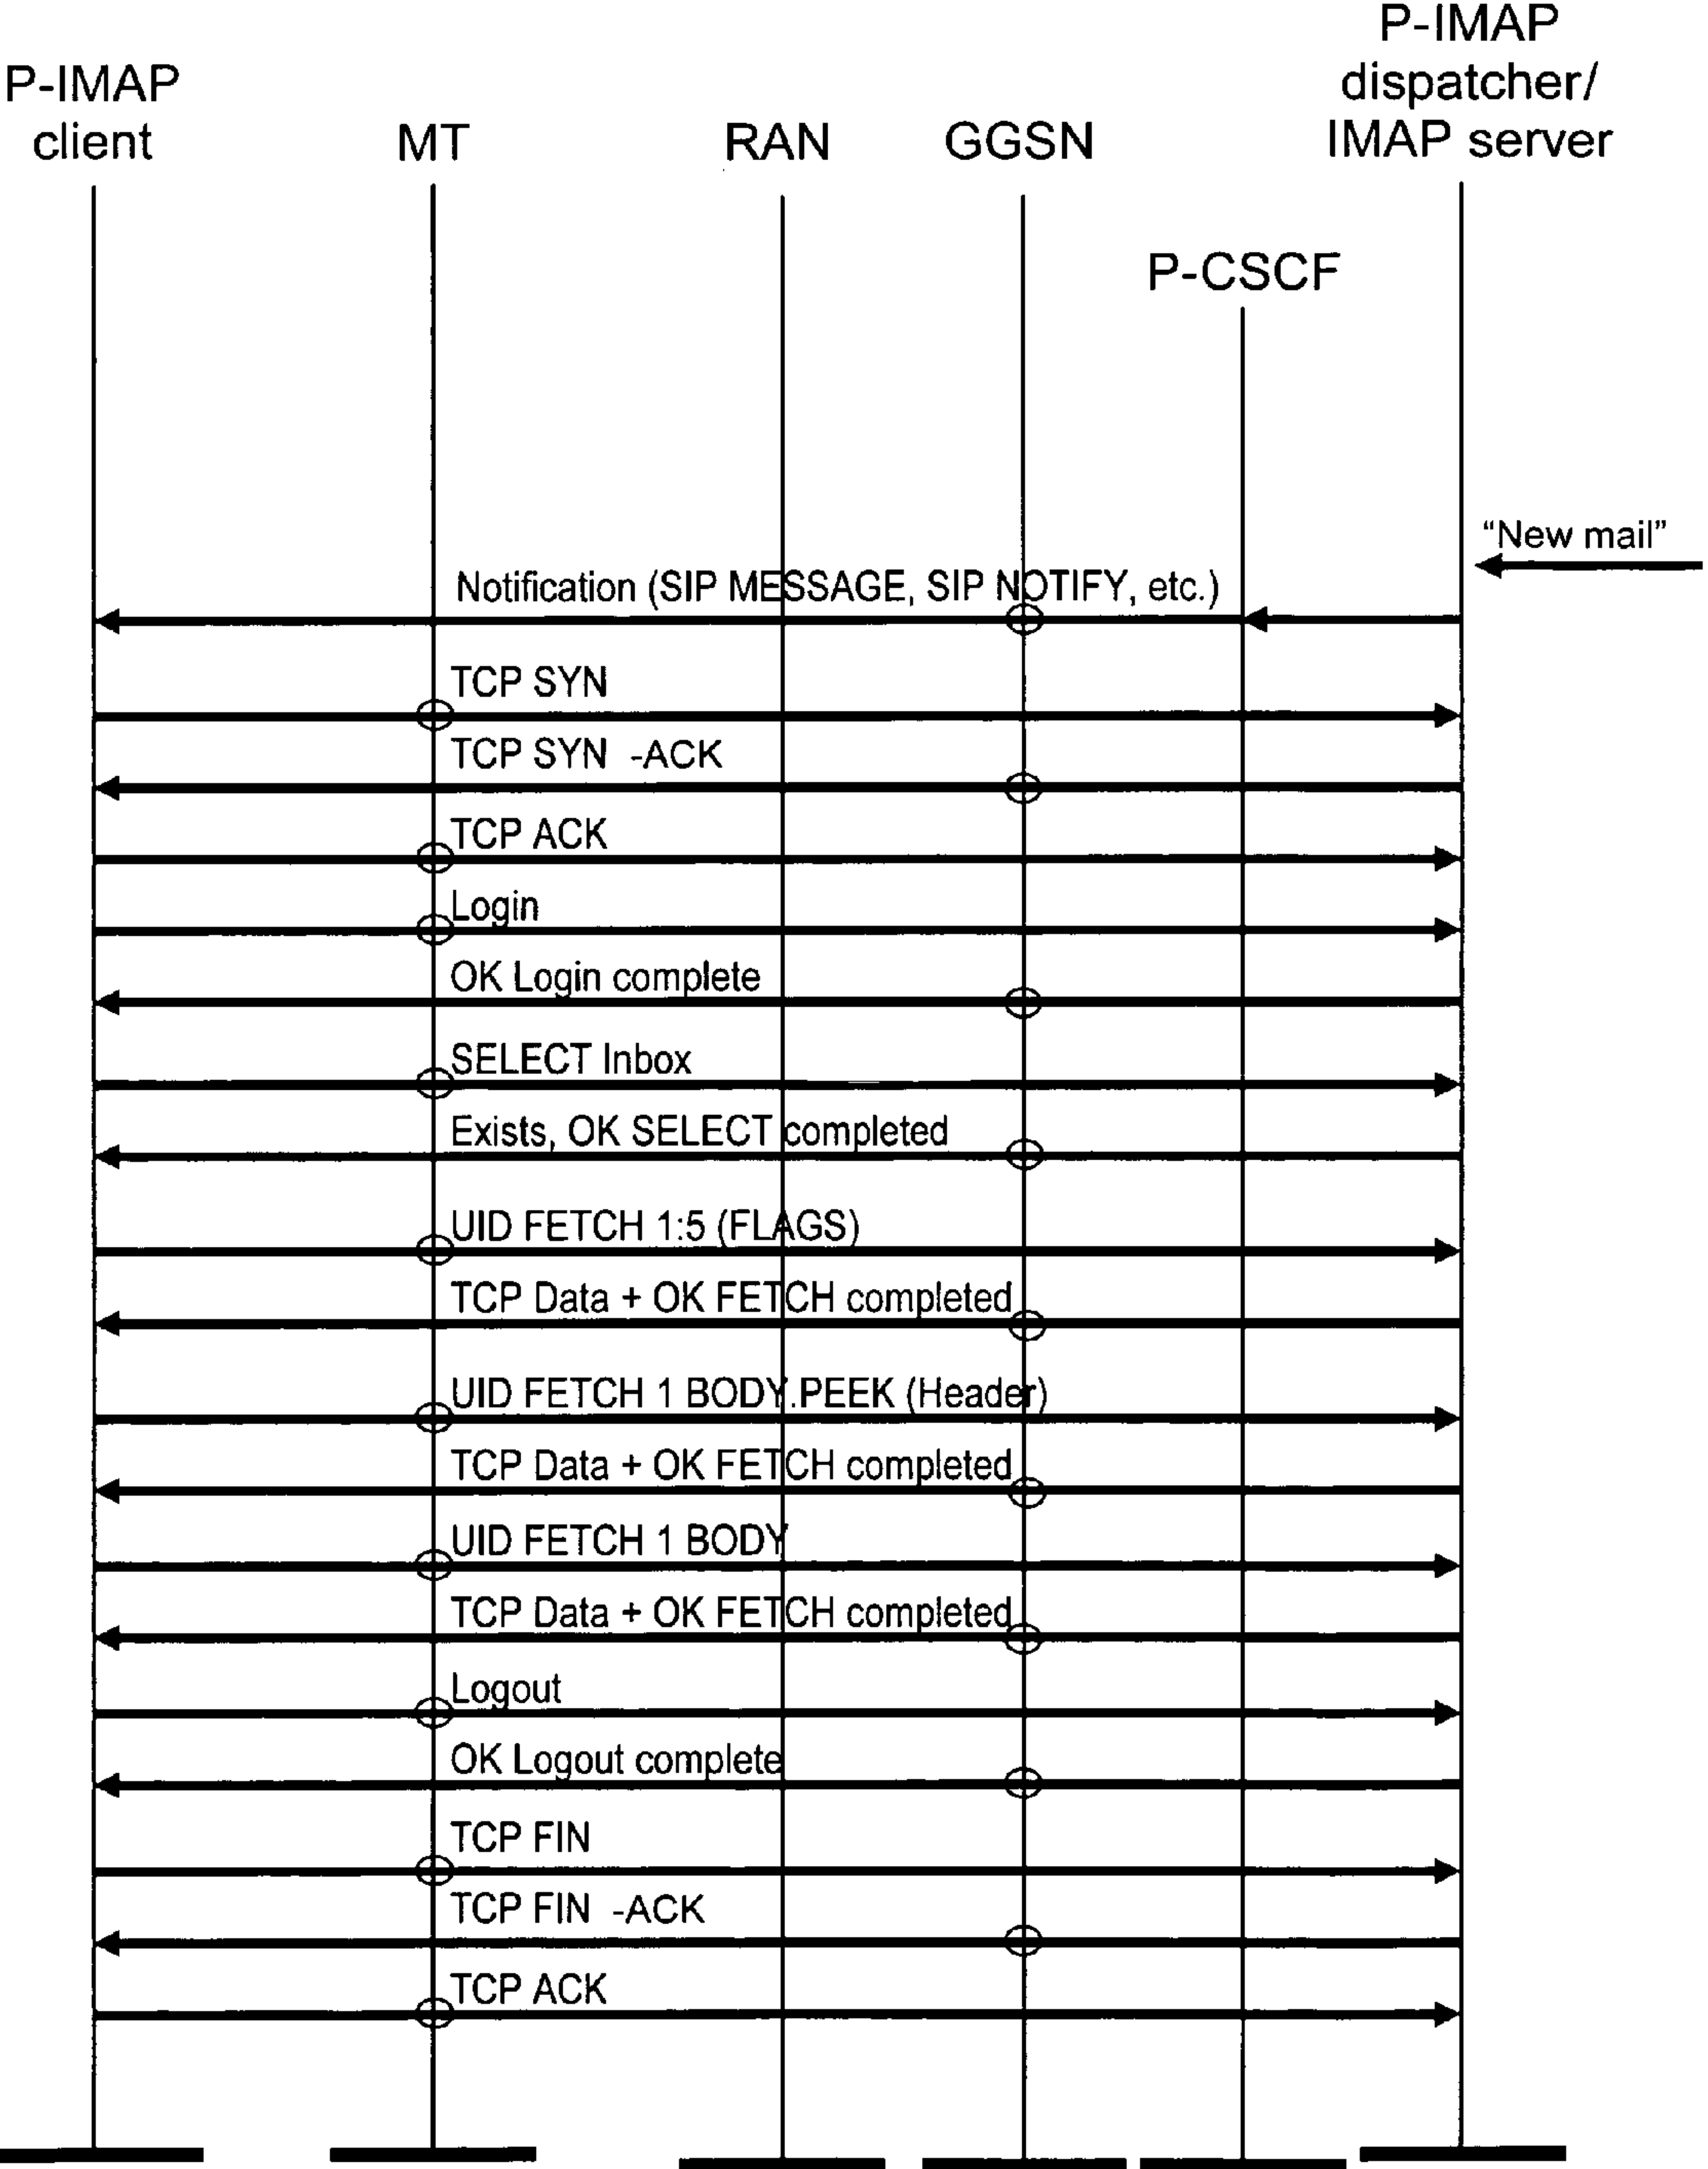 P-IMAP
client
MT
RAN
GGSN
P-IMAP
dispatcher/
IMAP server
P-CSCF
“New mail”
Notification (SIP MESSAGE, SIP NOTIFY, etc.)
TCP SYN
TCP SYN -ACK
TCP ACK
Login
OK Login complete
SELECT Inbox
Exists, OK SELECT completed
UID FETCH 1:5 (FLAGS)
TCP Data + OK FETCH completed
UID FETCH 1 BODY.PEEK (Header)
TCP Data + OK FETCH completed
UID FETCH 1 BODY
TCP Data + OK FETCH completed
Logout
OK Logout complete
TCP FIN
TCP FIN -ACK
TCP ACK